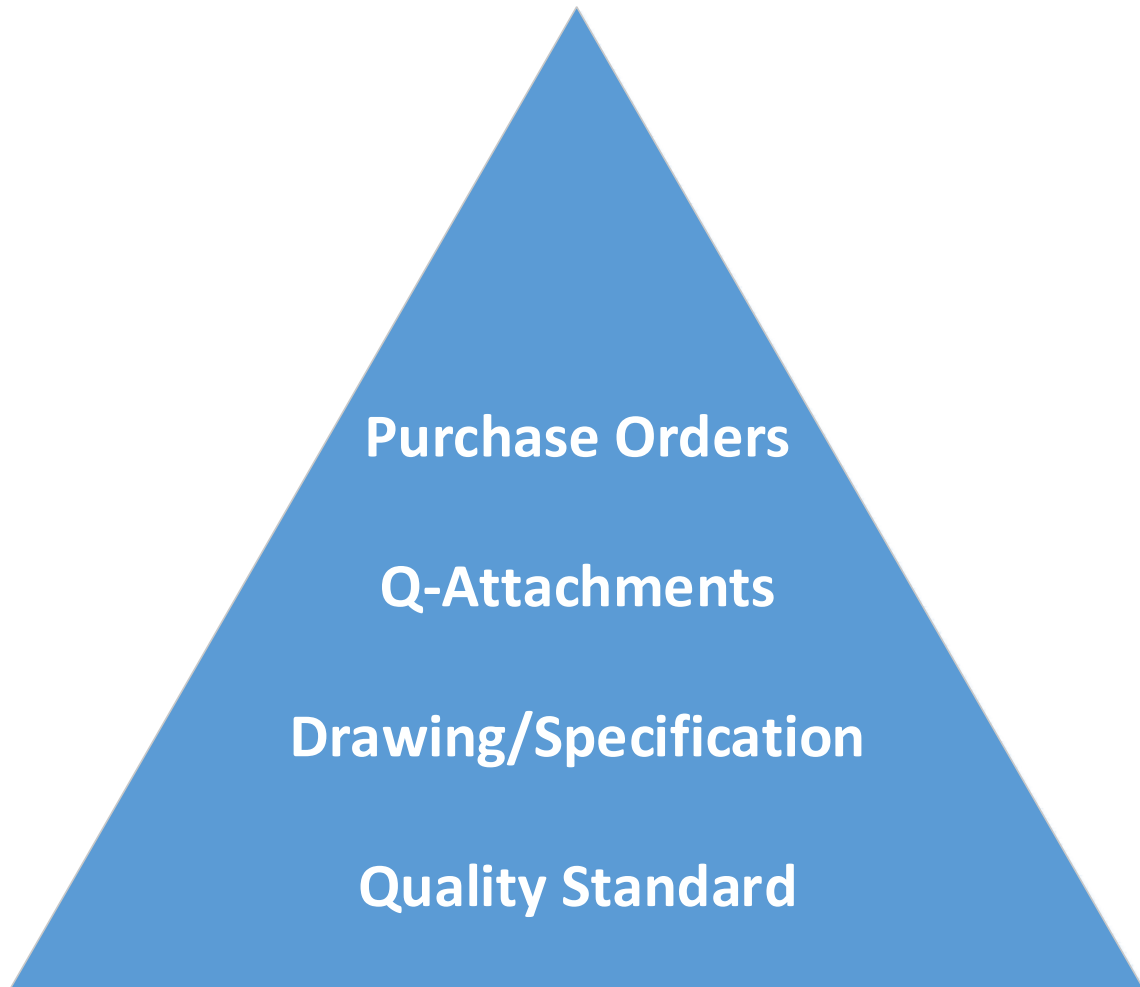 Purchase Orders
Q-Attachments
Drawing/Specification
Quality Standard